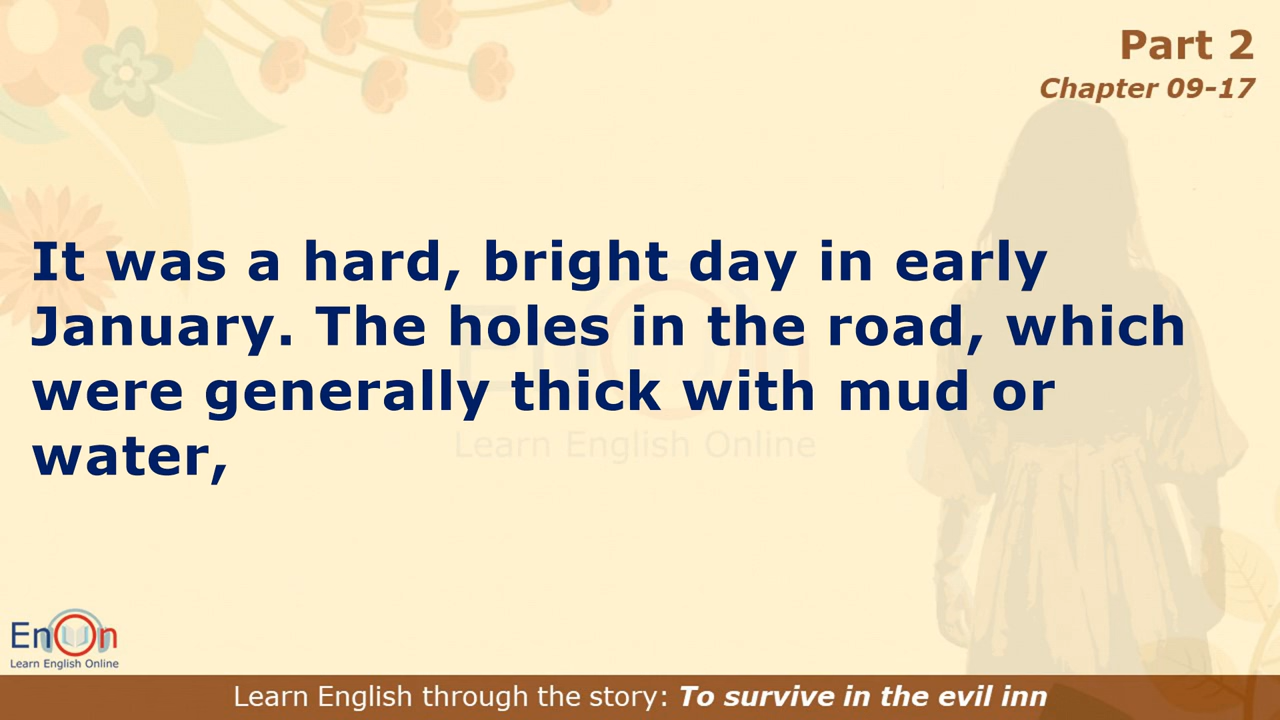 Part 2
Chapter 09-17
It was a hard, bright day in early
January. The holes in the road, which
were generally thick with mud or
water,
EnOn
Learn English Online
EnOn
Learn English Online
Learn English through the story: To survive in the evil inn